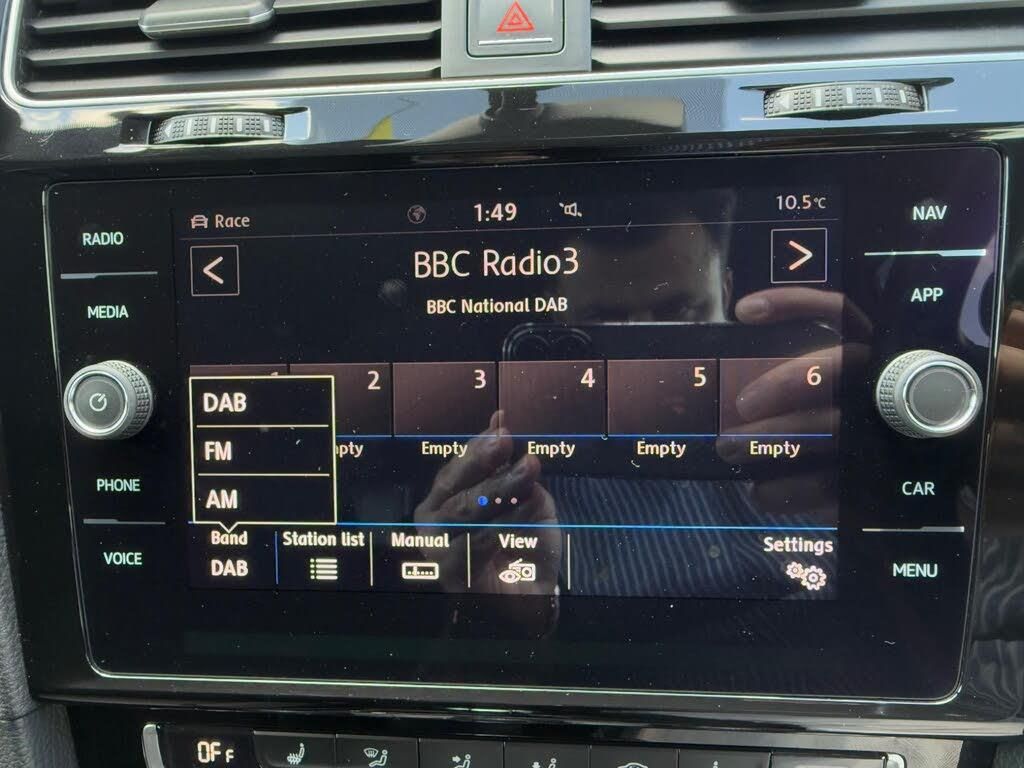 Race 1:49 10.5°C
BBC Radio3
BBC National DAB
RADIO
MEDIA
PHONE
VOICE
NAV
APP
CAR
MENU
2 3 4 5 6
Empty Empty Empty Empty
DAB
FM
AM
Band
DAB
Station list
Manual
View
Settings
OFF